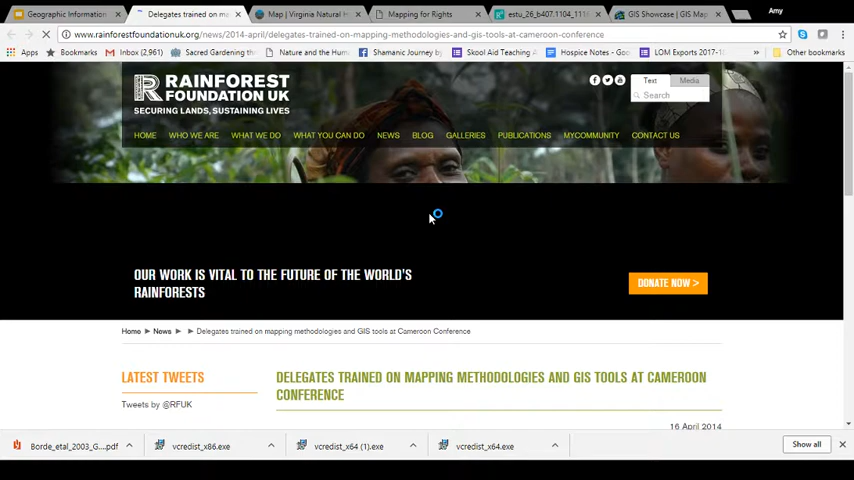 Geographic Information
Delegates trained on ma
Map | Virginia Natural H
Mapping for Rights
estu_26_b407.1104_111
GIS Showcase | GIS Ma
Amy
www.rainforestfoundationuk.org/news/2014-april/delegates-trained-on-mapping-methodologies-and-gis-tools-at-cameroon-conference
Apps
Bookmarks
Inbox (2,961)
Sacred Gardening the
Nature and the Huma
Shamanic Journey by
Skool Aid Teaching A
Hospice Notes - Goo
LOM Exports 2017-1
Other bookmarks
RAINFOREST
FOUNDATION UK
SECURING LANDS, SUSTAINING LIVES
Text
Media
Search
HOME
WHO WE ARE
WHAT WE DO
WHAT YOU CAN DO
NEWS
BLOG
GALLERIES
PUBLICATIONS
MYCOMMUNITY
CONTACT US
OUR WORK IS VITAL TO THE FUTURE OF THE WORLD'S
RAINFORESTS
DONATE NOW >
Home
News
Delegates trained on mapping methodologies and GIS tools at Cameroon Conference
LATEST TWEETS
Tweets by @RFUK
DELEGATES TRAINED ON MAPPING METHODOLOGIES AND GIS TOOLS AT CAMEROON
CONFERENCE
16 April 2014
Borde_etal_2003_G....pdf
vcredist_x86.exe
vcredist_x64 (1).exe
vcredist_x64.exe
Show all